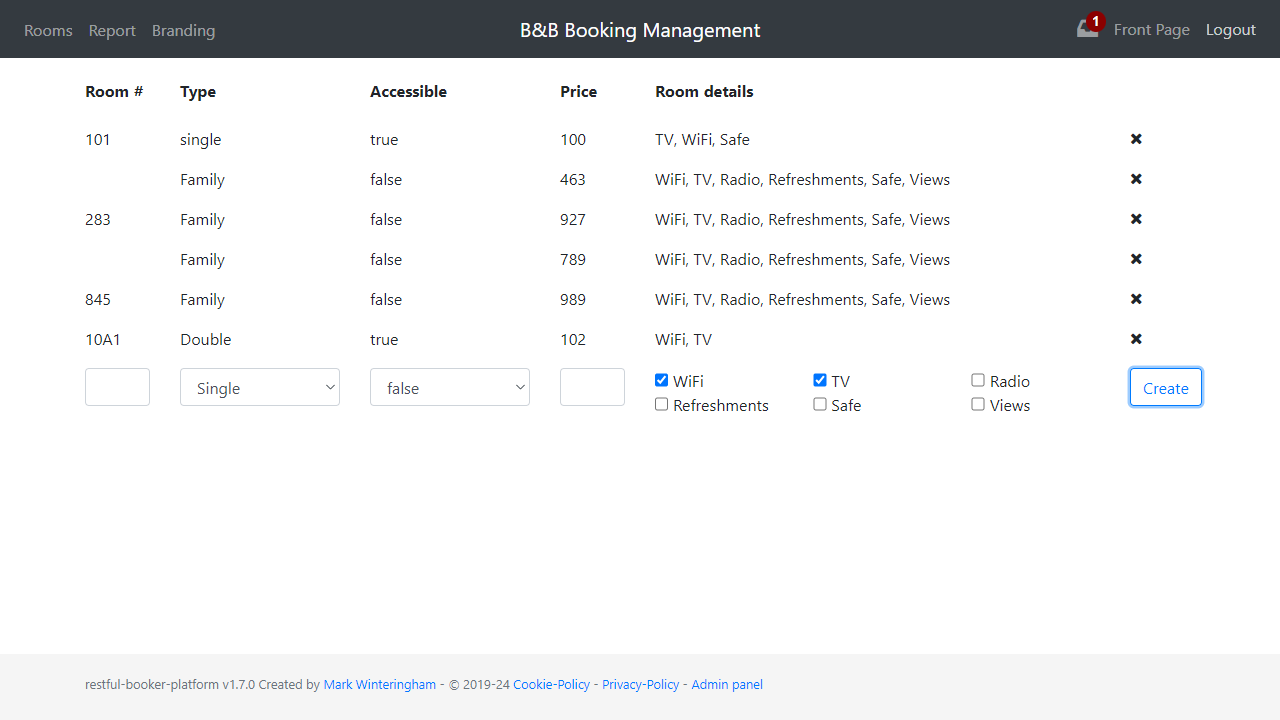 Rooms Report Branding B&B Booking Management 1 Front Page Logout
Room # Type Accessible Price Room details
101 single true 100 TV, WiFi, Safe
Family false 463 WiFi, TV, Radio, Refreshments, Safe, Views
283 Family false 927 WiFi, TV, Radio, Refreshments, Safe, Views
Family false 789 WiFi, TV, Radio, Refreshments, Safe, Views
845 Family false 989 WiFi, TV, Radio, Refreshments, Safe, Views
10A1 Double true 102 WiFi, TV
Single false WiFi TV Radio Create
Refreshments Safe Views
restful-booker-platform v1.7.0 Created by Mark Winteringham - © 2019-24 Cookie-Policy - Privacy-Policy - Admin panel